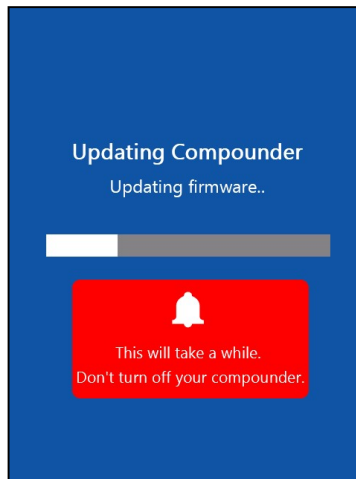 Updating Compounder
Updating firmware..
This will take a while.
Don't turn off your compounder.